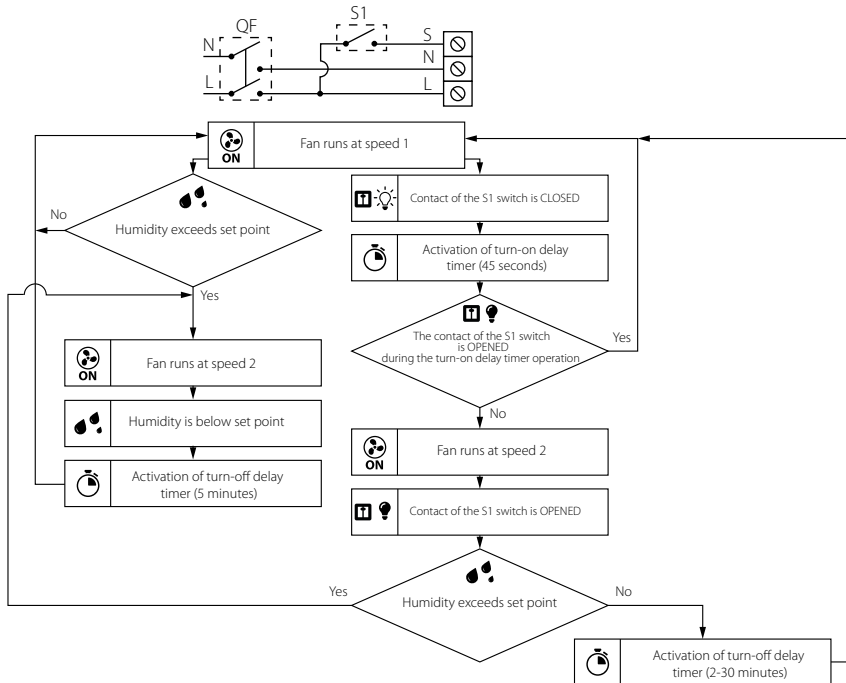 QF
S1
N
L
S
N
L
ON
Fan runs at speed 1
Contact of the S1 switch is CLOSED
No
Humidity exceeds set point
Activation of turn-on delay
timer (45 seconds)
Yes
The contact of the S1 switch
is OPENED
during the turn-on delay timer operation
Yes
ON
Fan runs at speed 2
Humidity is below set point
No
ON
Fan runs at speed 2
Activation of turn-off delay
timer (5 minutes)
Contact of the S1 switch is OPENED
Yes
Humidity exceeds set point
No
Activation of turn-off delay
timer (2-30 minutes)